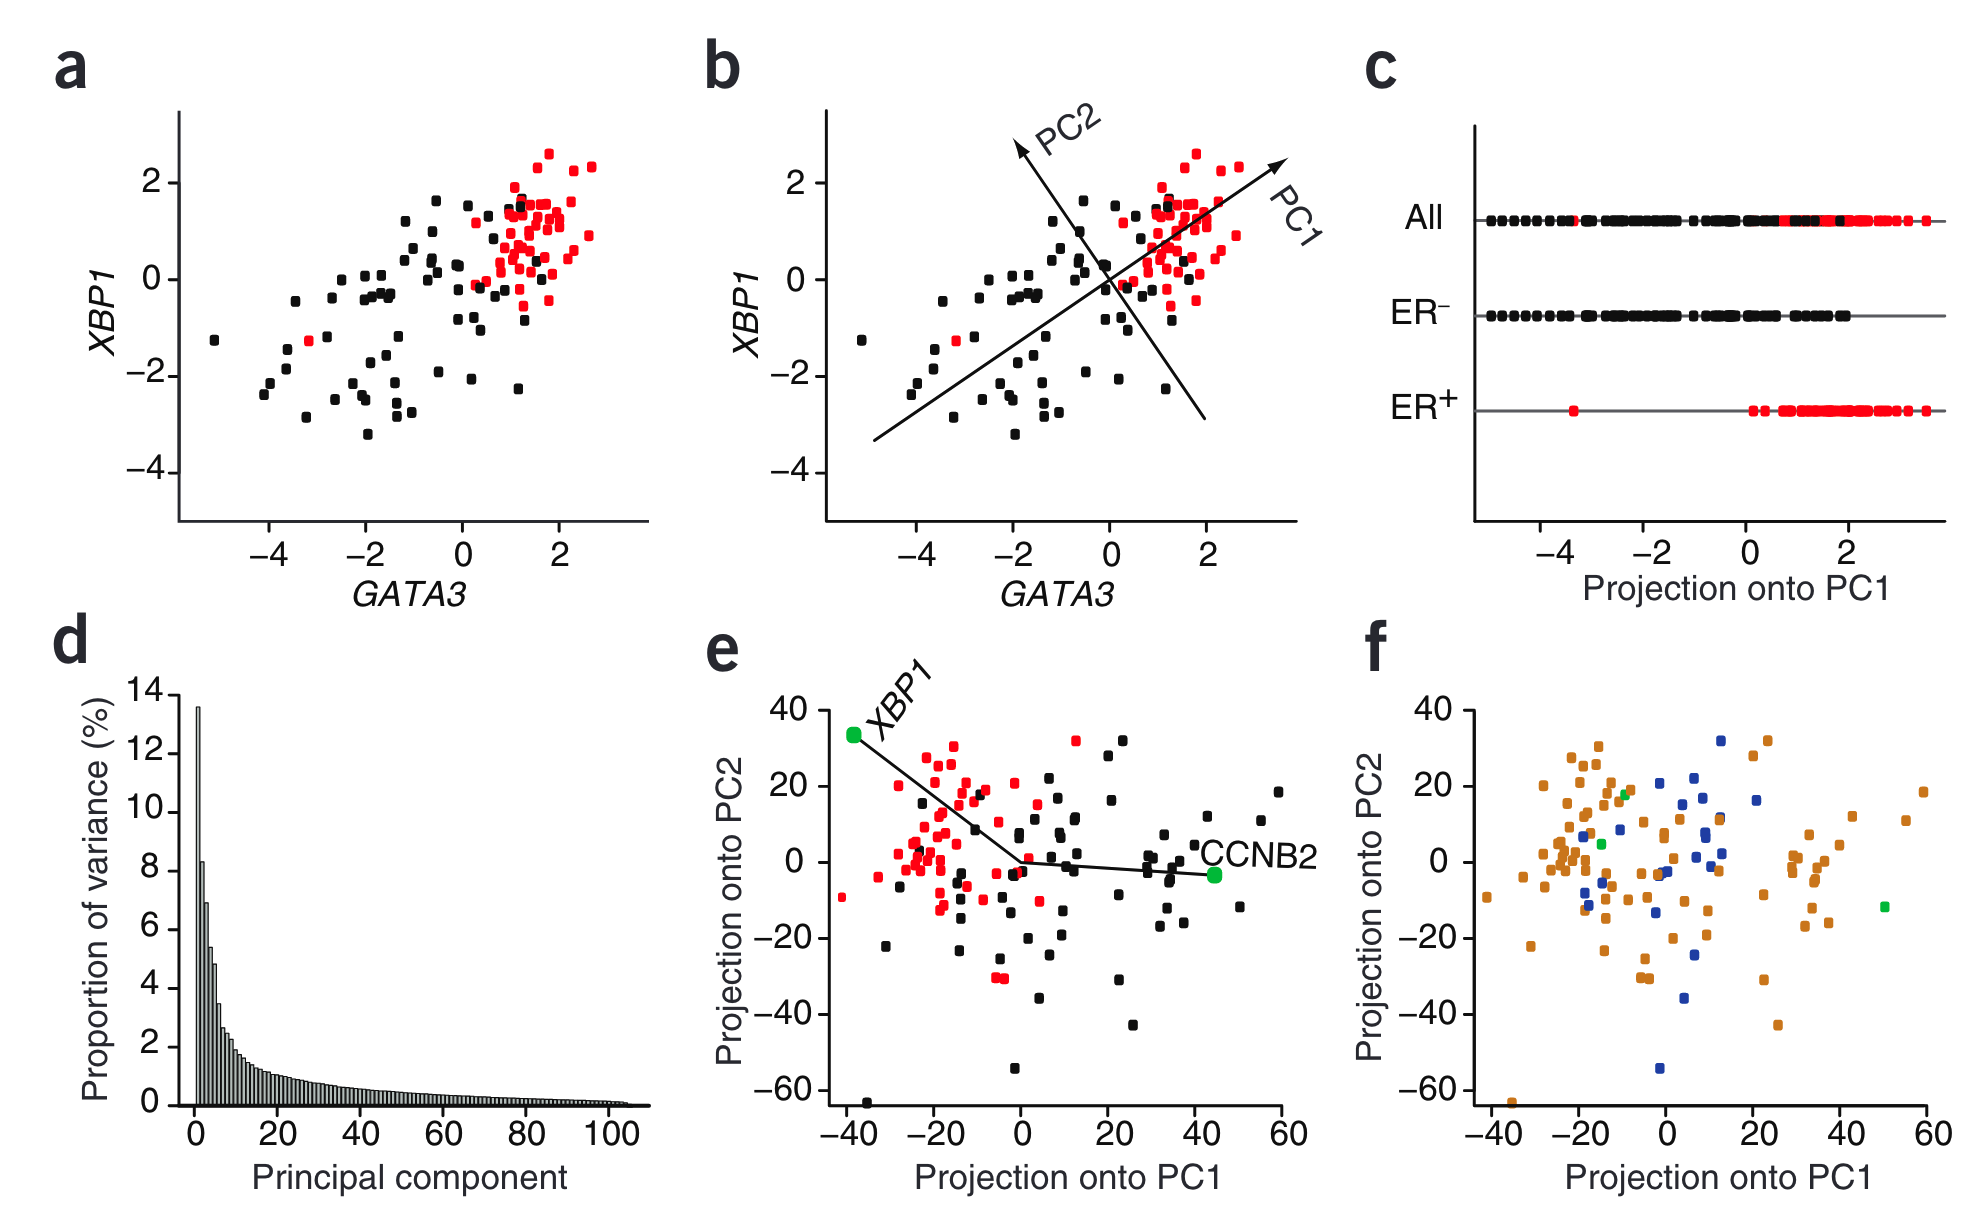 a
XBP1
2
0
−2
−4
−4 −2 0 2
GATA3
b
XBP1
2
0
−2
−4
PC2
PC1
−4 −2 0 2
GATA3
c
All
ER−
ER+
−4 −2 0 2
Projection onto PC1
d
Proportion of variance (%)
14
12
10
8
6
4
2
0
0 20 40 60 80 100
Principal component
e
Projection onto PC2
40
20
0
−20
−40
−60
XBP1
CCNB2
−40 −20 0 20 40 60
Projection onto PC1
f
Projection onto PC2
40
20
0
−20
−40
−60
−40 −20 0 20 40 60
Projection onto PC1